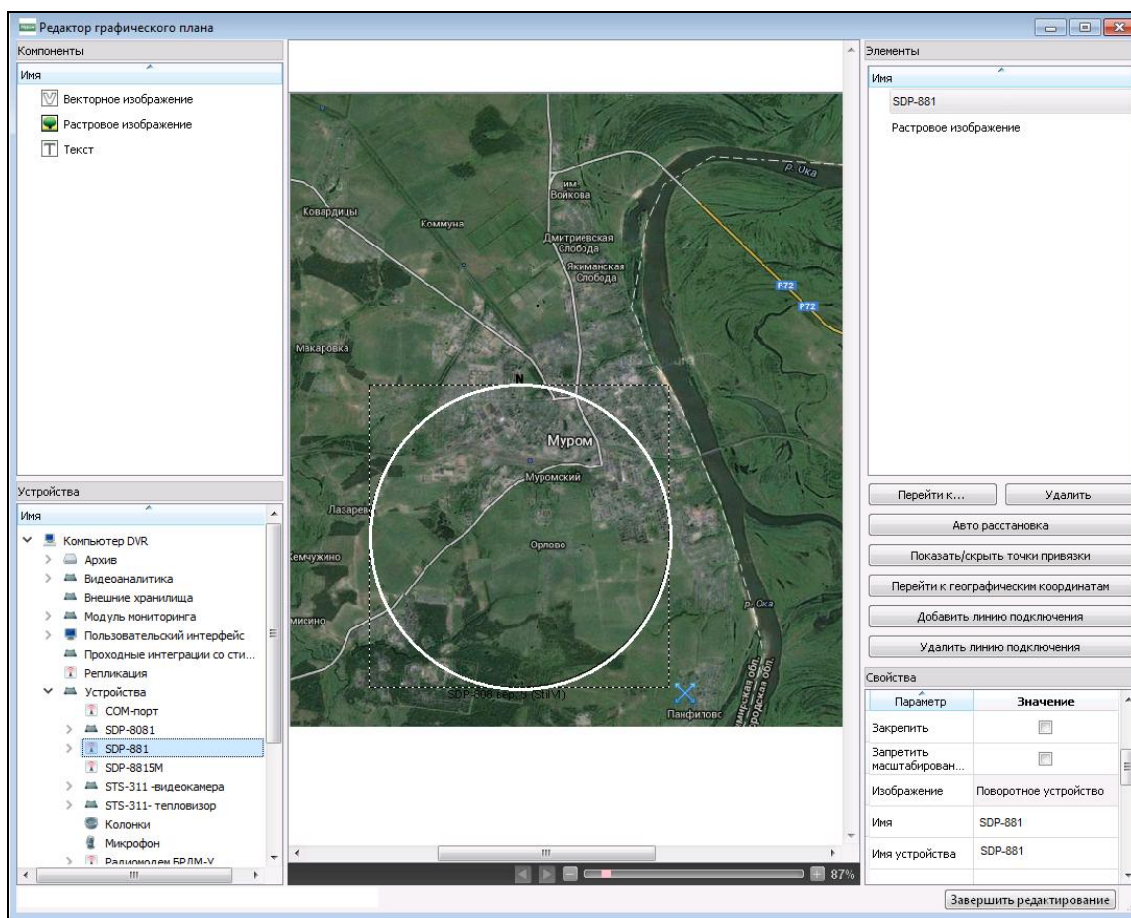 Редактор графического плана
Компоненты
Имя
Векторное изображение
Растровое изображение
Текст
Устройства
Имя
Компьютер DVR
Архив
Видеоаналитика
Внешние хранилища
Модуль мониторинга
Пользовательский интерфейс
Проходные интеграции со сти...
Репликация
Устройства
COM-порт
SDP-8081
SDP-881
SDP-8815M
STS-311 -видеокамера
STS-311- тепловизор
Колонки
Микрофон
Радиомодем БРЛМ-У
р. Ока
им.
Войкова
Ковардицы
Коммуна
Дмитриевская
Слобода
Якиманская
Слобода
Р72
Р72
Макаровка
N
Муром
Муромский
Лазарев
Орлово
Кемчужино
мисино
р. Ока
Панфилово
87%
Элементы
Имя
SDP-881
Растровое изображение
Перейти к...
Удалить
Авто расстановка
Показать/скрыть точки привязки
Перейти к географическим координатам
Добавить линию подключения
Удалить линию подключения
Свойства
Параметр Значение
Закрепить
Запретить
масштабирован...
Изображение Поворотное устройство
Имя SDP-881
Имя устройства SDP-881
Завершить редактирование